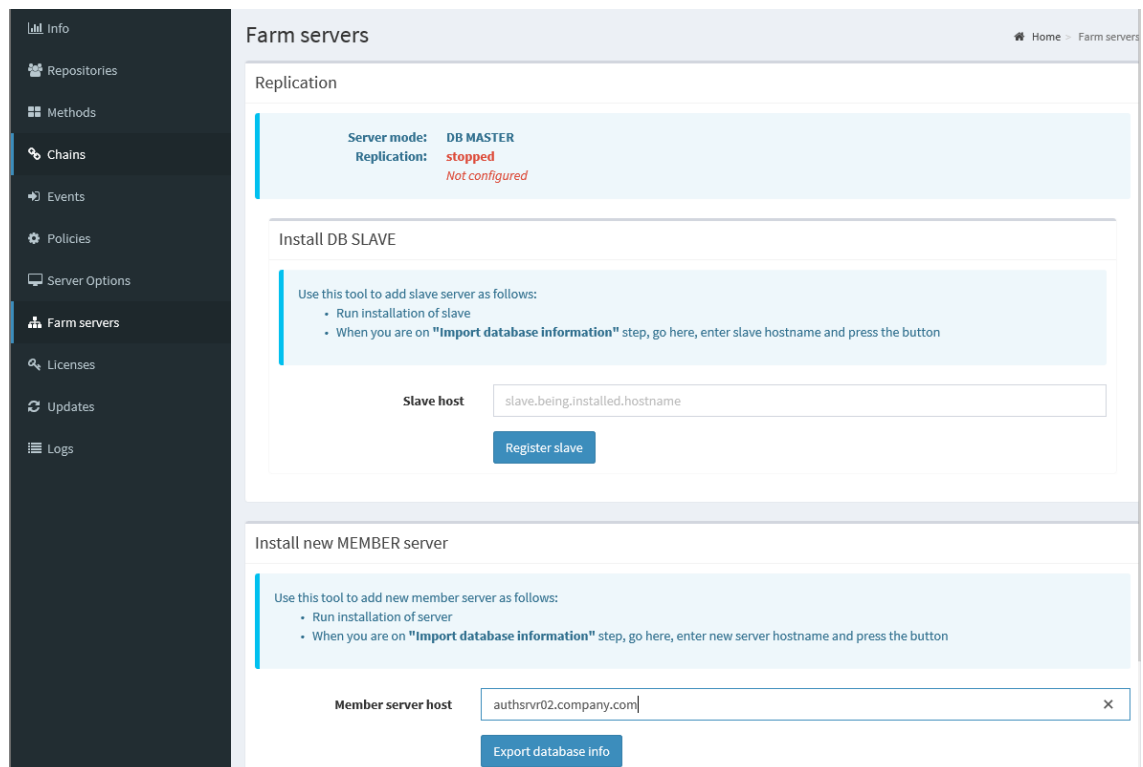 Info
Repositories
Methods
Chains
Events
Policies
Server Options
Farm servers
Licenses
Updates
Logs
Farm servers
Home > Farm servers
Replication
Server mode: DB MASTER
Replication: stopped
Not configured
Install DB SLAVE
Use this tool to add slave server as follows:
• Run installation of slave
• When you are on "Import database information" step, go here, enter slave hostname and press the button
Slave host slave.being.installed.hostname
Register slave
Install new MEMBER server
Use this tool to add new member server as follows:
• Run installation of server
• When you are on "Import database information" step, go here, enter new server hostname and press the button
Member server host authsrvr02.company.com ×
Export database info